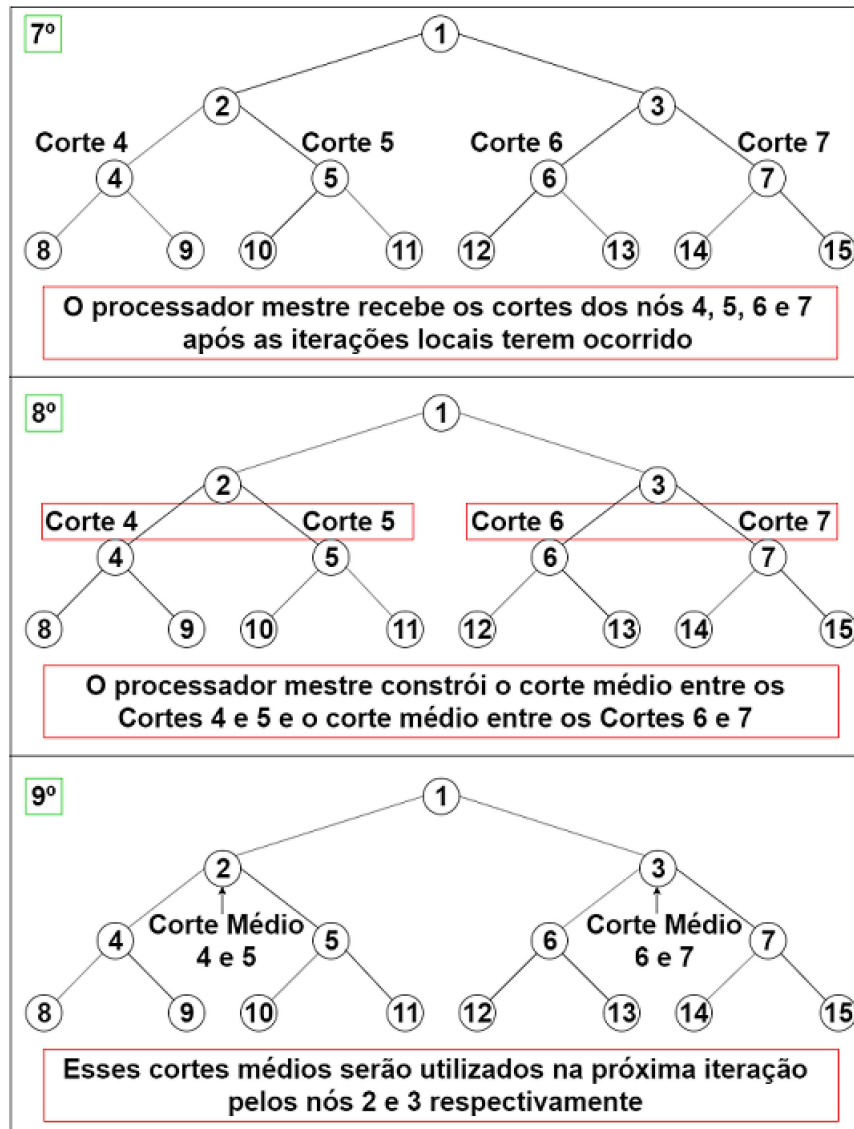 7º
1
2 3
Corte 4 Corte 5 Corte 6 Corte 7
4 5 6 7
8 9 10 11 12 13 14 15
O processador mestre recebe os cortes dos nós 4, 5, 6 e 7
após as iterações locais terem ocorrido
8º
1
2 3
Corte 4 Corte 5 Corte 6 Corte 7
4 5 6 7
8 9 10 11 12 13 14 15
O processador mestre constrói o corte médio entre os
Cortes 4 e 5 e o corte médio entre os Cortes 6 e 7
9º
1
2 3
Corte Médio Corte Médio
4 5 6 7
4 e 5 6 e 7
8 9 10 11 12 13 14 15
Esses cortes médios serão utilizados na próxima iteração
pelos nós 2 e 3 respectivamente